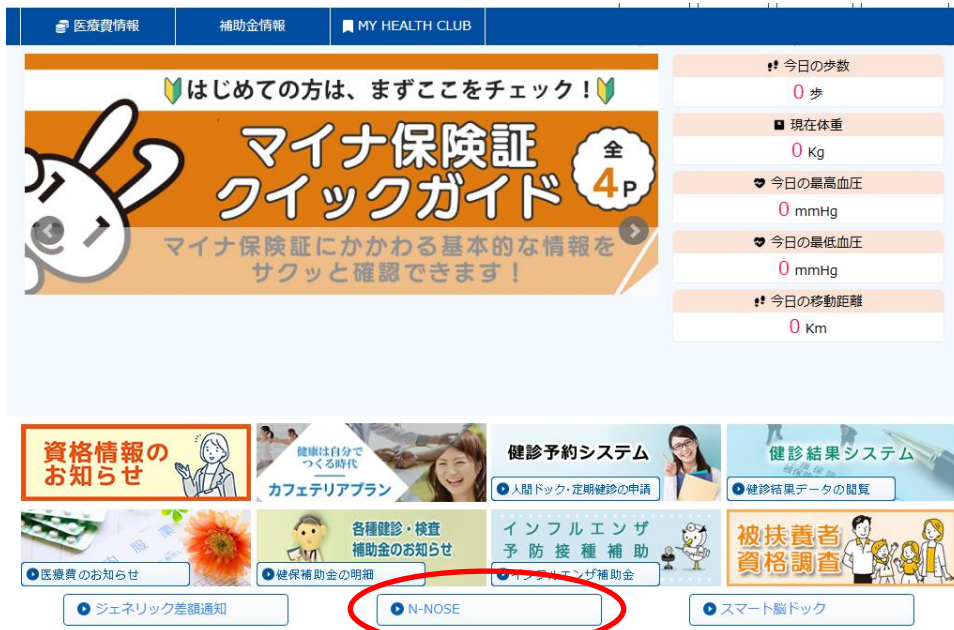 医療費情報
補助金情報
MY HEALTH CLUB
はじめての方は、まずここをチェック！
マイナ保険証
クイックガイド
全
4P
マイナ保険証にかかわる基本的な情報を
サクッと確認できます！
今日の歩数
0 歩
現在体重
0 Kg
今日の最高血圧
0 mmHg
今日の最低血圧
0 mmHg
今日の移動距離
0 Km
資格情報の
お知らせ
健康は自分で
つくる時代
カフェテリアプラン
健診予約システム
人間ドック・定期健診の申請
健診結果システム
健診結果データの閲覧
医療費のお知らせ
各種健診・検査
補助金のお知らせ
健保補助金の明細
インフルエンザ
予防接種補助
インフルエンザ補助金
被扶養者
資格調査
ジェネリック差額通知
N-NOSE
スマート脳ドック